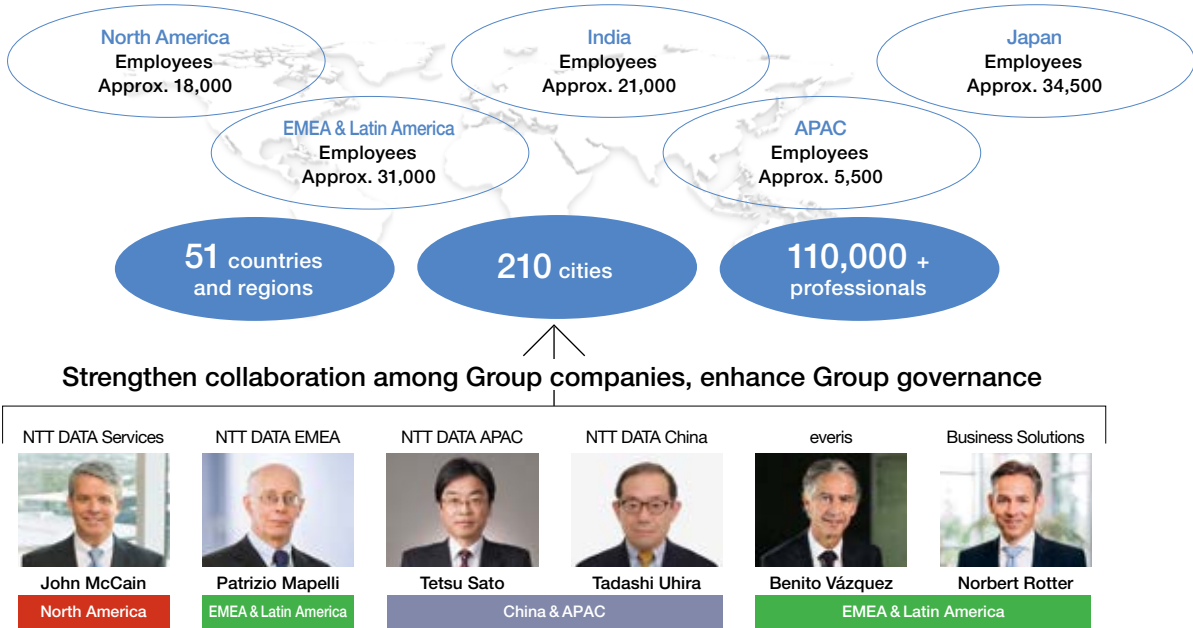 North America
Employees
Approx. 18,000
India
Employees
Approx. 21,000
Japan
Employees
Approx. 34,500
EMEA & Latin America
Employees
Approx. 31,000
APAC
Employees
Approx. 5,500
51 countries
and regions
210 cities
110,000 +
professionals
Strengthen collaboration among Group companies, enhance Group governance
NTT DATA Services
NTT DATA EMEA
NTT DATA APAC
NTT DATA China
everis
Business Solutions
John McCain
Patrizio Mapelli
Tetsu Sato
Tadashi Uhira
Benito Vázquez
Norbert Rotter
North America
EMEA & Latin America
China & APAC
EMEA & Latin America